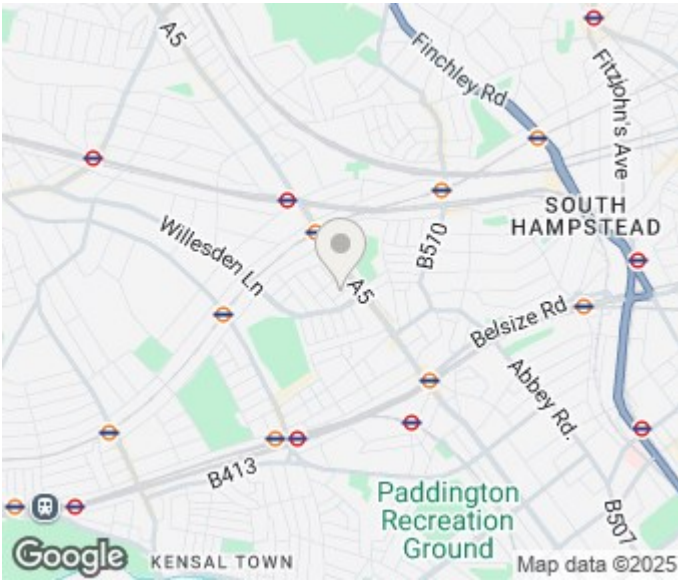 A5
Finchley Rd
Fitzjohn's Ave
SOUTH
HAMPSTEAD
Willesden Ln
B570
A5
Belsize Rd
Abbey Rd.
B413
Paddington
Recreation
Ground
B507
Google
KENSAL TOWN
Map data ©2025